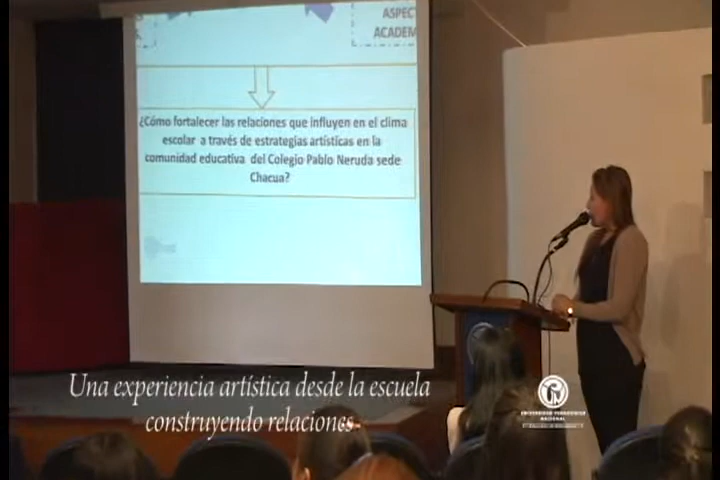 ASPEC
ACADEM
¿Cómo fortalecer las relaciones que influyen en el clima
escolar a través de estrategias artísticas en la
comunidad educativa del Colegio Pablo Neruda sede
Chacua?
Una experiencia artística desde la escuela
construyendo relaciones.
UNIVERSIDAD PEDAGOGICA
NACIONAL